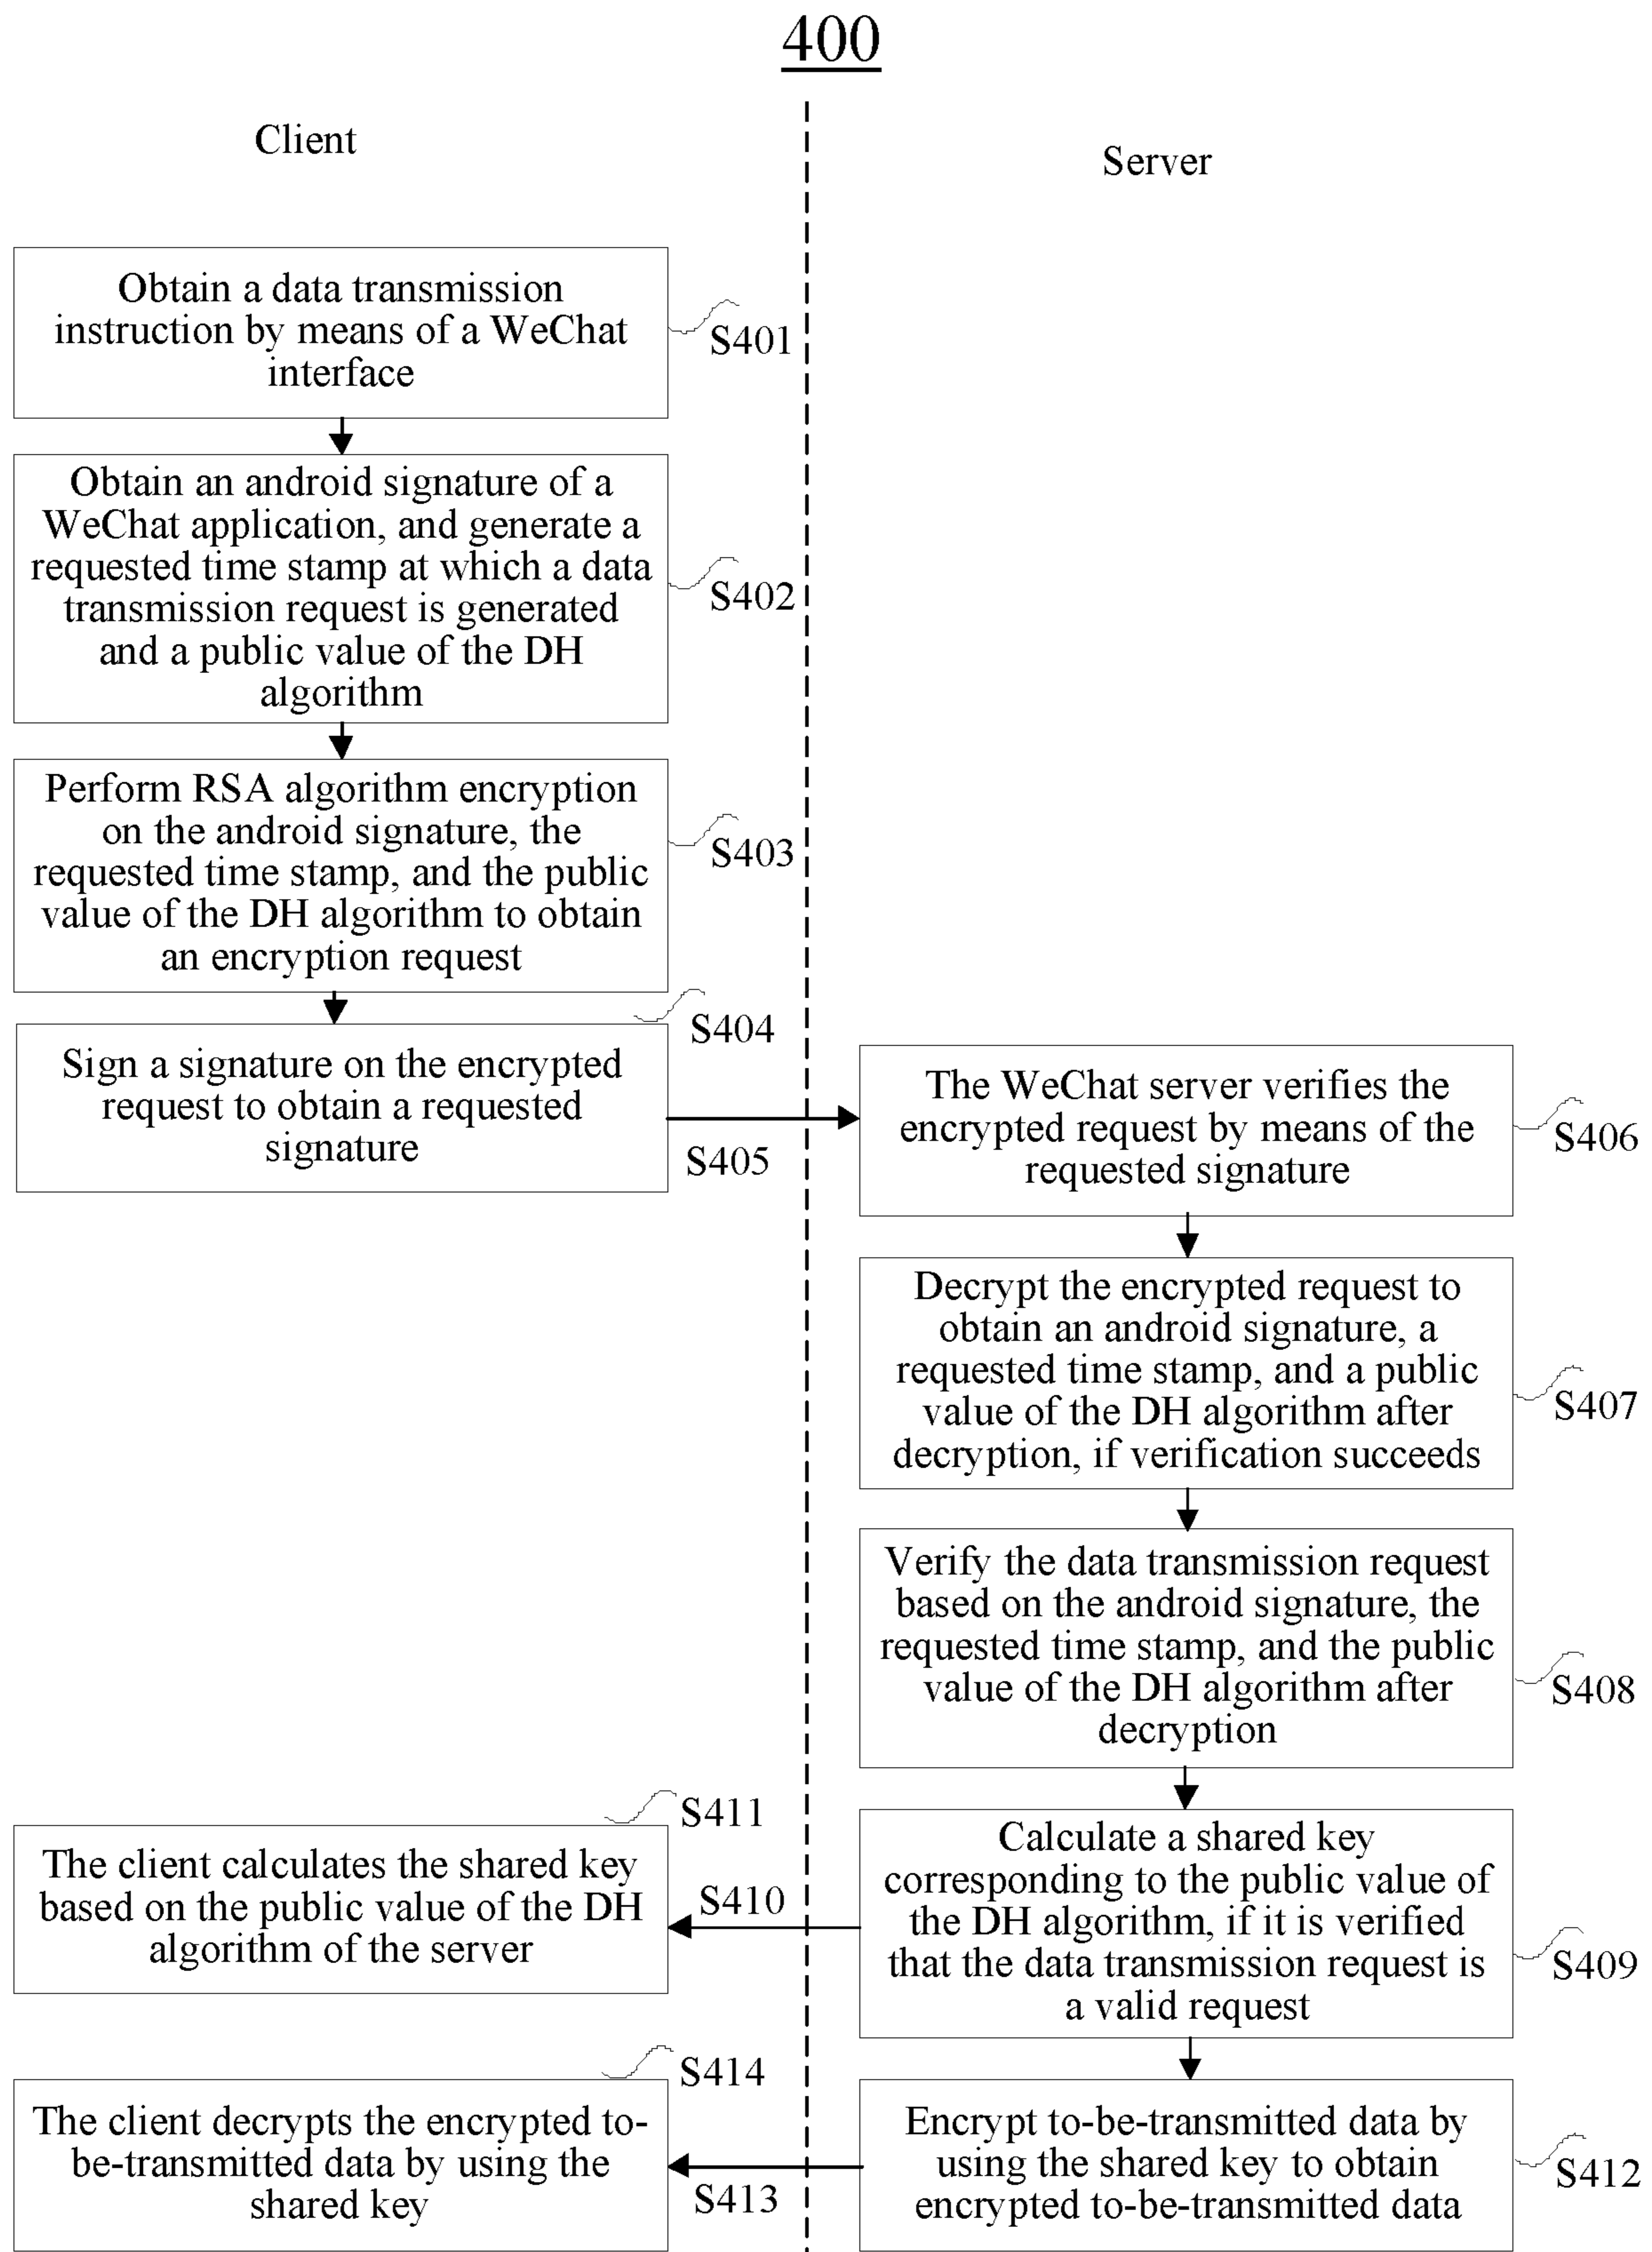 400
Client
Server
Obtain a data transmission
instruction by means of a WeChat
interface
S401
Obtain an android signature of a
WeChat application, and generate a
requested time stamp at which a data
transmission request is generated
and a public value of the DH
algorithm
S402
Perform RSA algorithm encryption
on the android signature, the
requested time stamp, and the public
value of the DH algorithm to obtain
an encryption request
S403
Sign a signature on the encrypted
request to obtain a requested
signature
S404
S405
The WeChat server verifies the
encrypted request by means of the
requested signature
S406
Decrypt the encrypted request to
obtain an android signature, a
requested time stamp, and a public
value of the DH algorithm after
decryption, if verification succeeds
S407
Verify the data transmission request
based on the android signature, the
requested time stamp, and the public
value of the DH algorithm after
decryption
S408
Calculate a shared key
corresponding to the public value of
the DH algorithm, if it is verified
that the data transmission request is
a valid request
S409
S410
S411
The client calculates the shared key
based on the public value of the DH
algorithm of the server
Encrypt to-be-transmitted data by
using the shared key to obtain
encrypted to-be-transmitted data
S412
S413
S414
The client decrypts the encrypted to-
be-transmitted data by using the
shared key